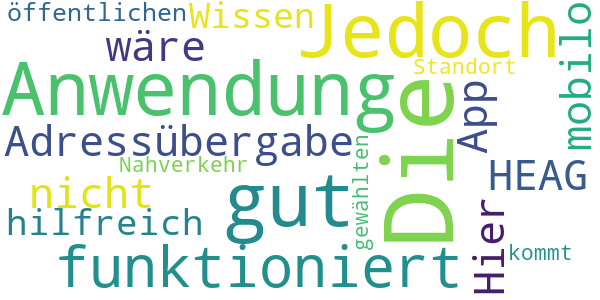 öffentlichen
Wissen
Jedoch
mobilo
wäre
Standort
Anwendung
Die
App
Adressübergabe
Nahverkehr
gewählten
HEAG
nicht
gut
hilfreich
Hier
funktioniert
kommt